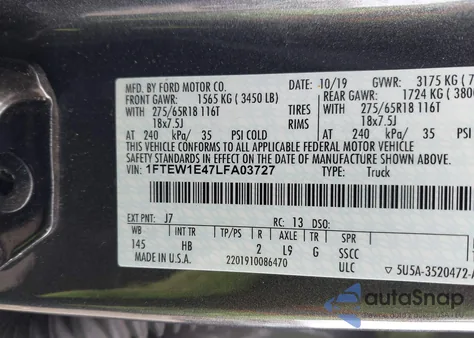 MFD. BY FORD MOTOR CO.
10/19 GVWR: 3175 KG (
FRONT GAWR: 1565 KG ( 3450 LB) REAR GAWR: 1724 KG (
WITH 275/65R18 116T TIRES 275/65R18 116T
18x7.5J RIMS 18x7.5J
AT 240 kPa/ 35 PSI COLD AT 240 kPa/ 35 PSI
THIS VEHICLE CONFORMS TO ALL APPLICABLE FEDERAL MOTOR VEHICLE
SAFETY, BUMPER, AND THEFT PREVENTION STANDARDS IN EFFECT ON THE DATE OF MANUFACTURE
SHOWN ABOVE.
VIN: 1FTEW1E47LFA03727 TYPE: Truck
EXT PNT: J7 RC: 13 DSO:
WB INT TR TP/PS R AXLE TR SPR
145 HB 2 L9 G SSCC
MADE IN U.S.A. 2201910086470 ULC ▽ 5U5A-3520472-
autoSnap